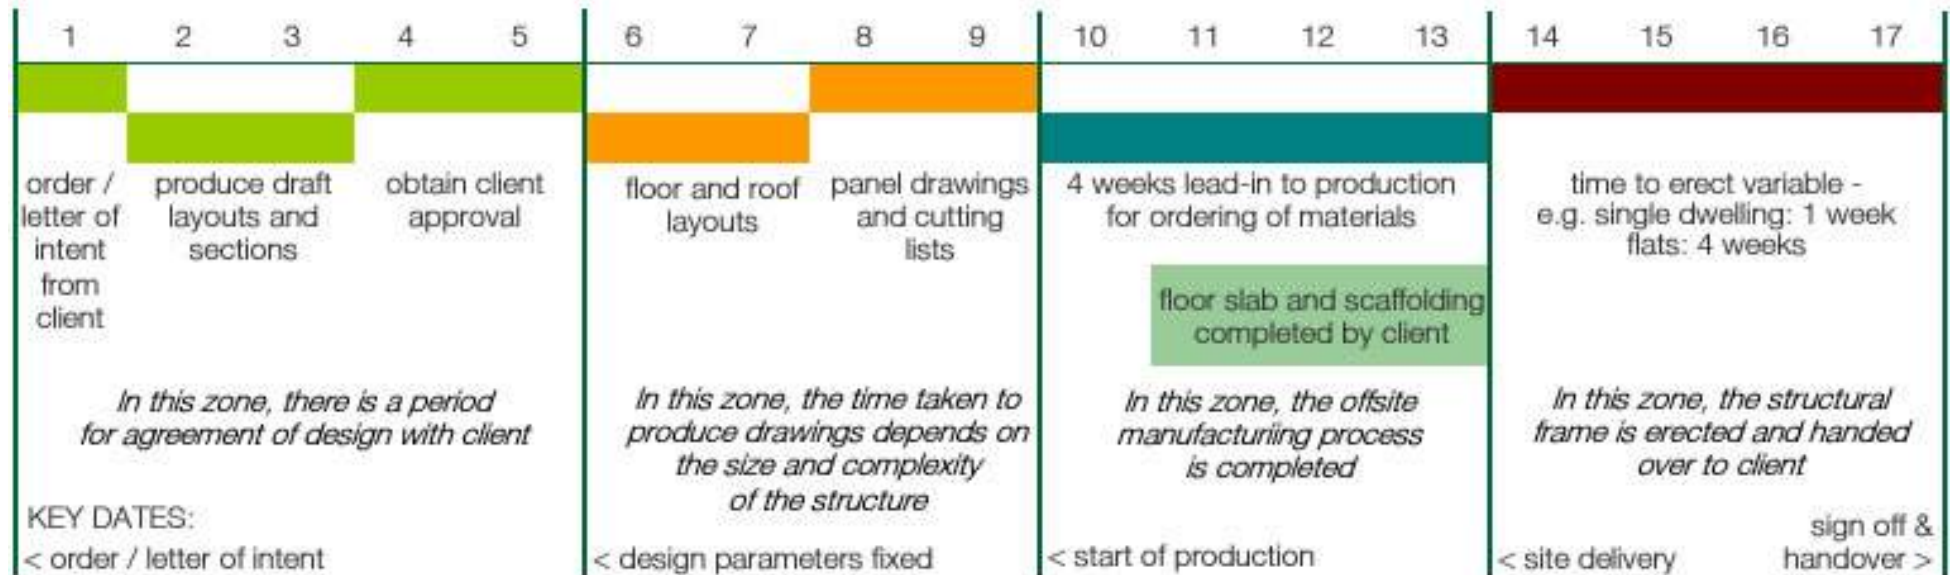 1 2 3 4 5 6 7 8 9 10 11 12 13 14 15 16 17
order /
letter of
intent
from
client
produce draft
layouts and
sections
obtain client
approval
floor and roof
layouts
panel drawings
and cutting
lists
4 weeks lead-in to production
for ordering of materials
time to erect variable -
e.g. single dwelling: 1 week
flats: 4 weeks
floor slab and scaffolding
completed by client
In this zone, there is a period
for agreement of design with client
In this zone, the time taken to
produce drawings depends on
the size and complexity
of the structure
In this zone, the offsite
manufacturiing process
is completed
In this zone, the structural
frame is erected and handed
over to client
KEY DATES:
< order / letter of intent
< design parameters fixed
< start of production
< site delivery
sign off &
handover >